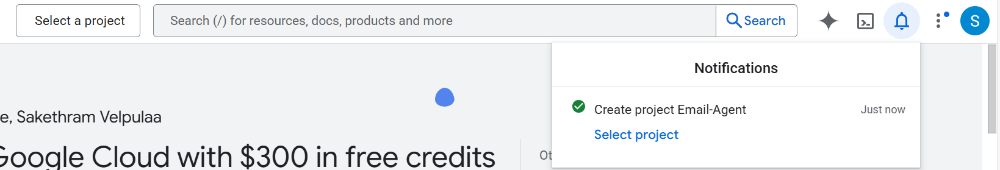 Select a project
Search (/) for resources, docs, products and more
Search
S
Notifications
Create project Email-Agent
Just now
Select project
e, Sakethram Velpulaa
Google Cloud with $300 in free credits
Ot